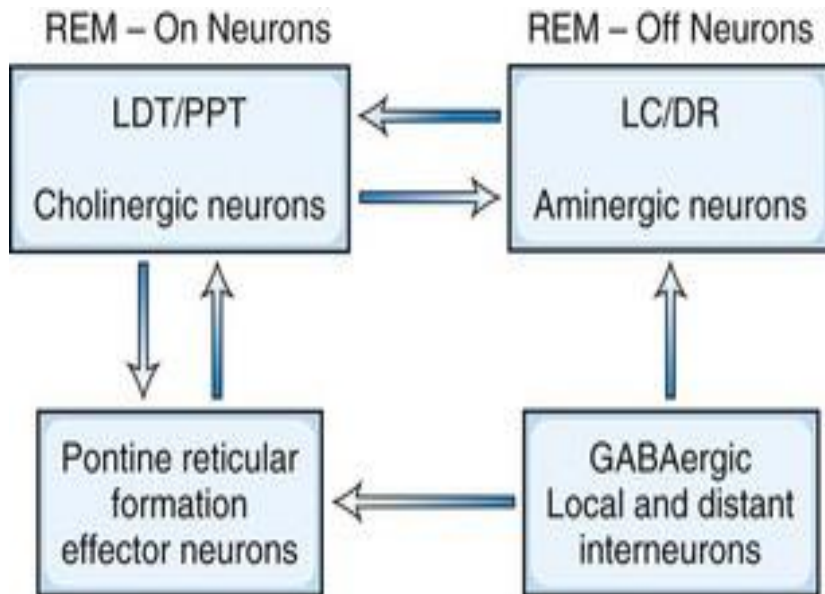 REM – On Neurons
REM – Off Neurons
LDT/PPT
Cholinergic neurons
LC/DR
Aminergic neurons
Pontine reticular
formation
effector neurons
GABAergic
Local and distant
interneurons